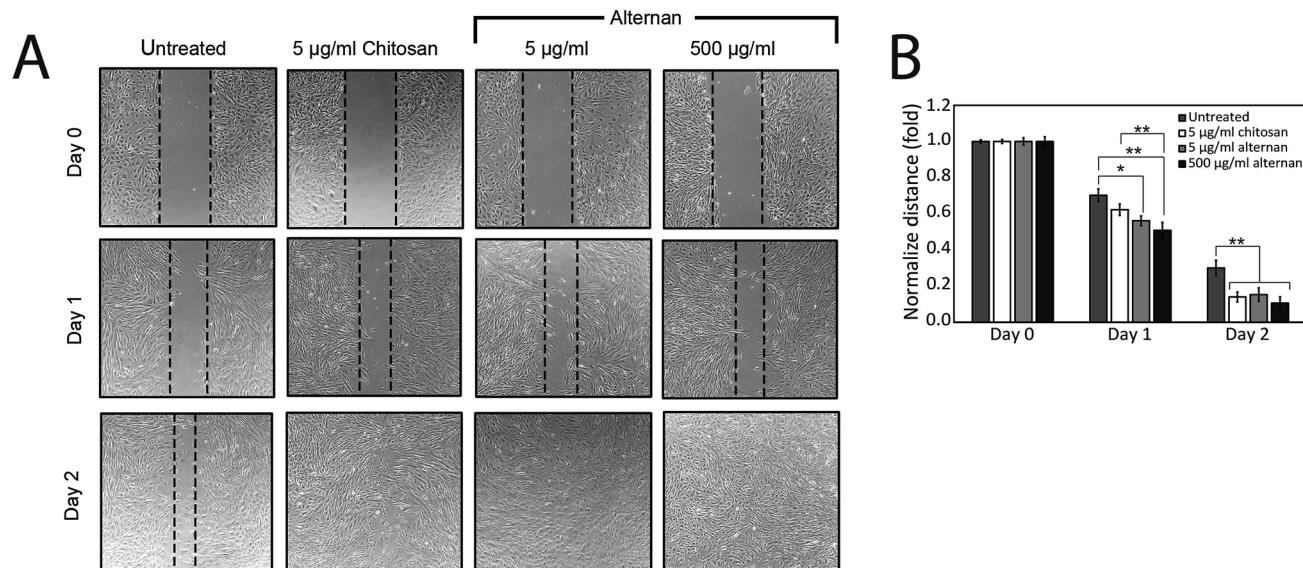 A
Alternan
Untreated
5 µg/ml Chitosan
5 µg/ml
500 µg/ml
Day 0
Day 1
Day 2
B
Normalize distance (fold)
1.2
1.0
0.8
0.6
0.4
0.2
0.0
Untreated
5 µg/ml chitosan
5 µg/ml alternan
500 µg/ml alternan
**
**
*
**
Day 0
Day 1
Day 2